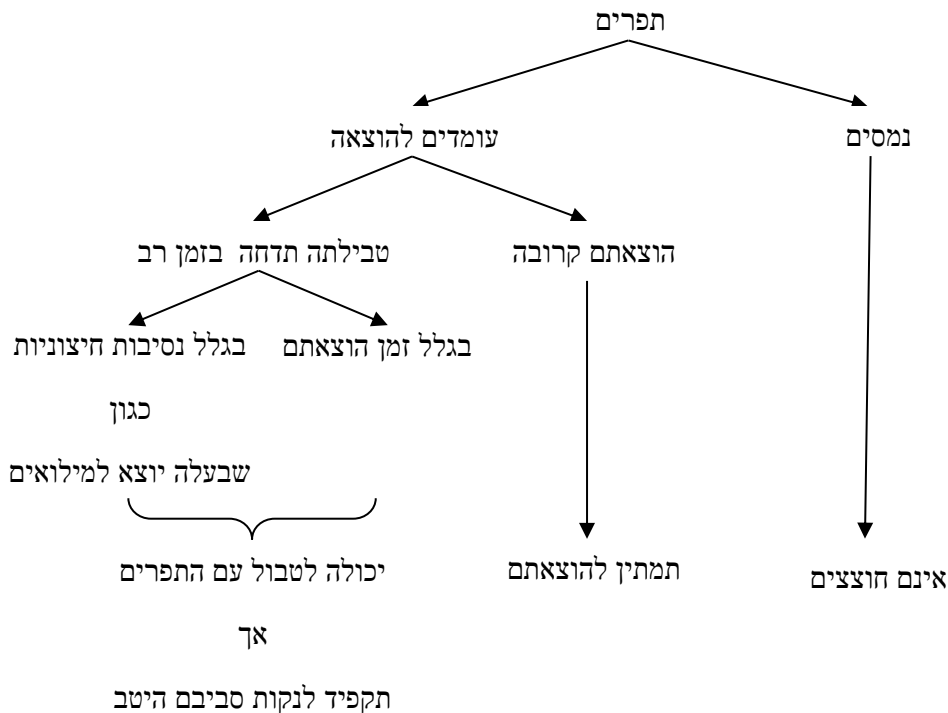 תפרים
נמסים
עומדים להוצאה
הוצאתם קרובה
טבילתה תדחה בזמן רב
בגלל זמן הוצאתם
בגלל נסיבות חיצוניות
כגון
שבעלה יוצא למילואים
אינם חוצצים
תמתין להוצאתם
יכולה לטבול עם התפרים
אך
תקפיד לנקות סביבם היטב